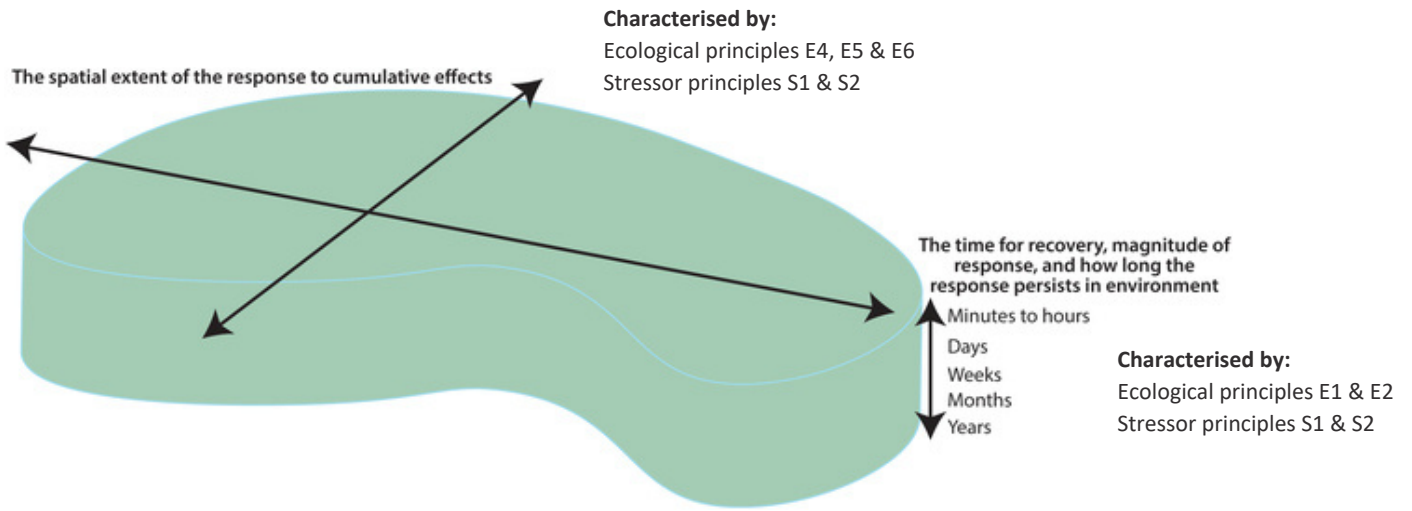 Characterised by:
Ecological principles E4, E5 & E6
Stressor principles S1 & S2
The spatial extent of the response to cumulative effects
The time for recovery, magnitude of
response, and how long the
response persists in environment
Minutes to hours
Days
Weeks
Months
Years
Characterised by:
Ecological principles E1 & E2
Stressor principles S1 & S2